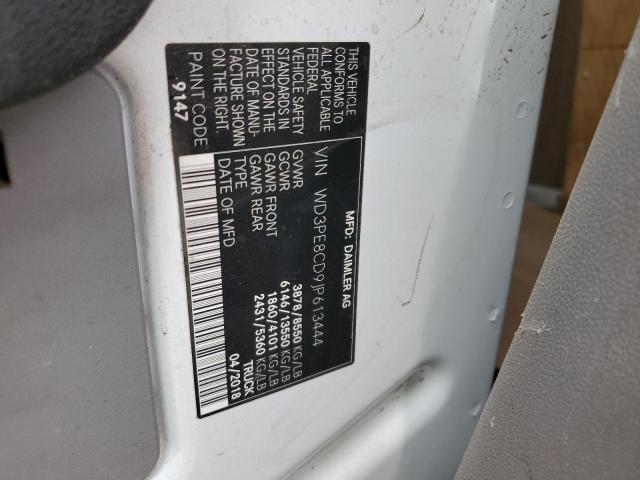 MFD: DAIMLER AG
VIN WD3PE8CD9JP613444
THIS VEHICLE
CONFORMS TO
ALL APPLICABLE
FEDERAL
VEHICLE SAFETY
STANDARDS IN
EFFECT ON THE
DATE OF MANU-
FACTURE SHOWN
ON THE RIGHT.
PAINT CODE
9147
GVWR 3878/8550 KG/LB
GCWR 6146/13550 KG/LB
GAWR FRONT 1860/4101 KG/LB
GAWR REAR 2431/5360 KG/LB
TYPE TRUCK
DATE OF MFD 04/2018